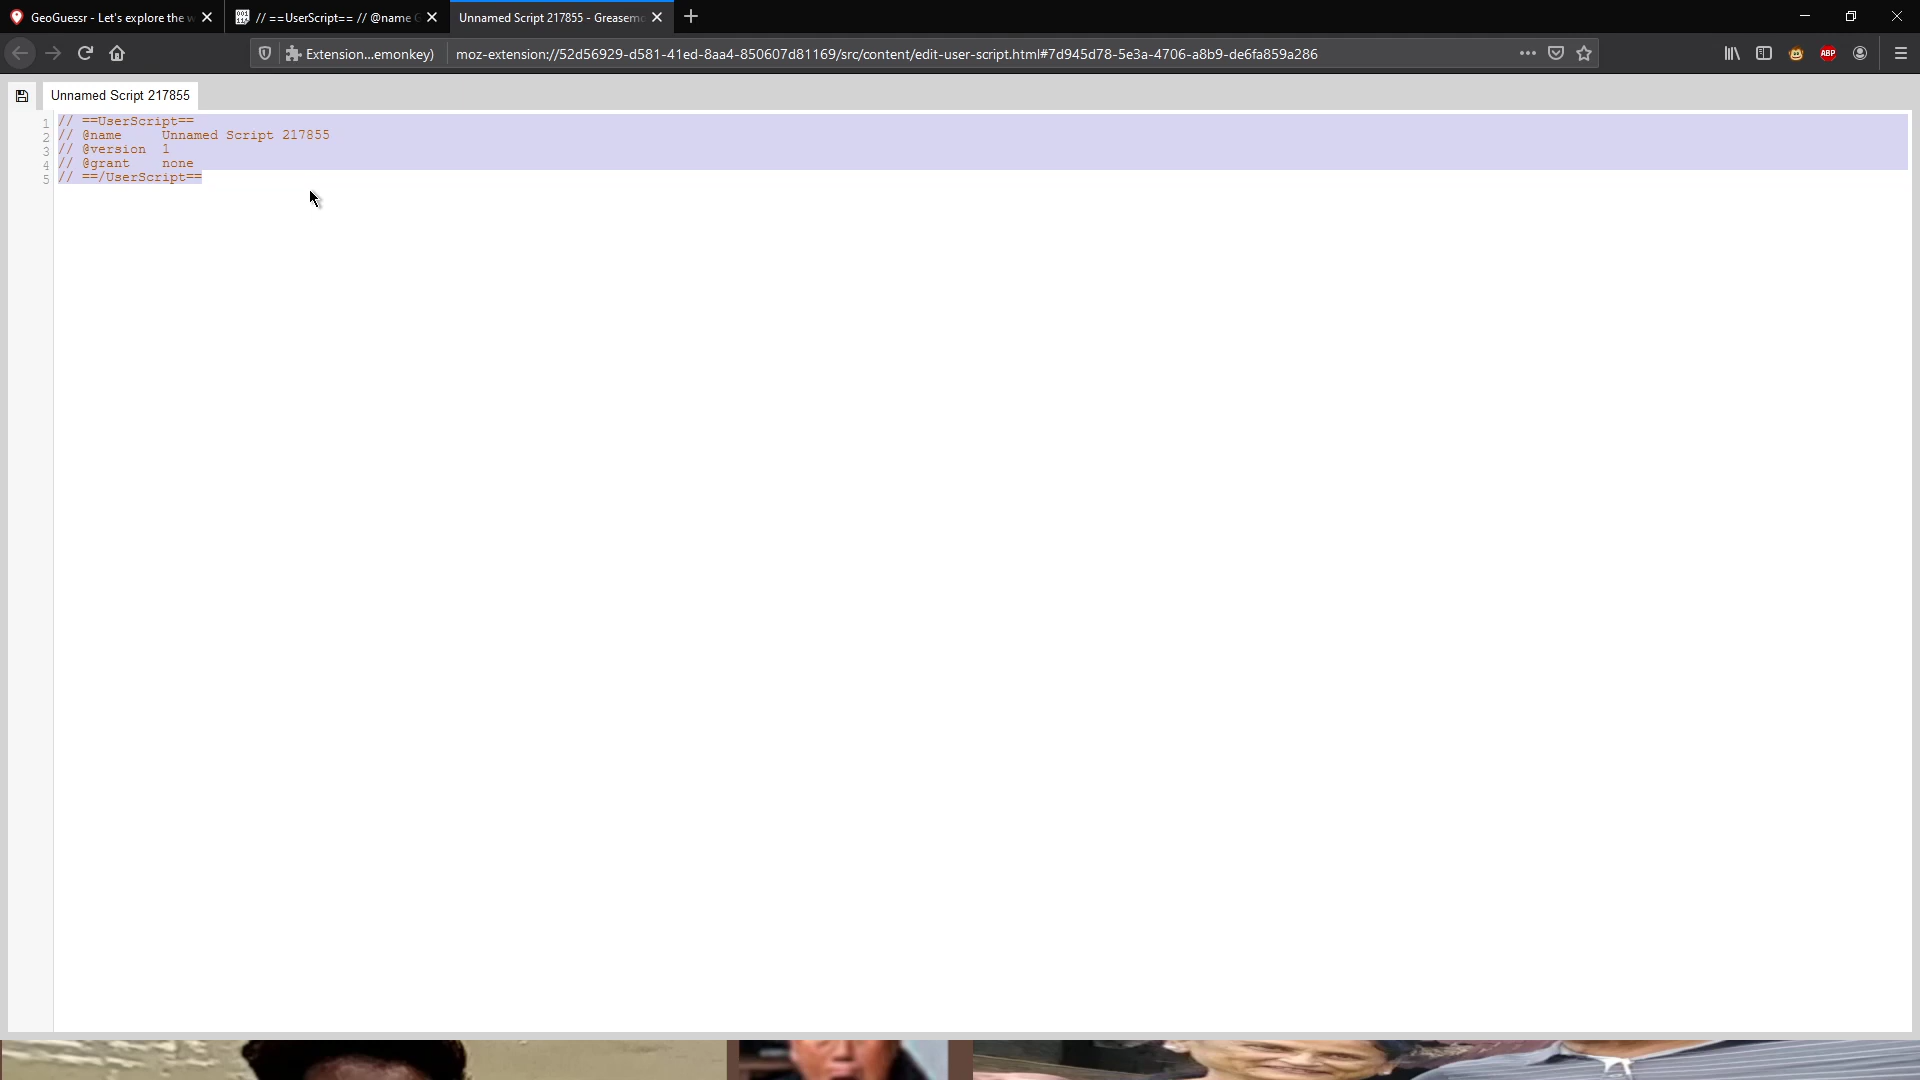 GeoGuessr - Let's explore the w
// ==UserScript== // @name G
Unnamed Script 217855 - Greasemo
Extension...emonkey)
moz-extension://52d56929-d581-41ed-8aa4-850607d81169/src/content/edit-user-script.html#7d945d78-5e3a-4706-a8b9-de6fa859a286
ABP
Unnamed Script 217855
1 // ==UserScript==
2 // @name     Unnamed Script 217855
3 // @version  1
4 // @grant    none
5 // ==/UserScript==